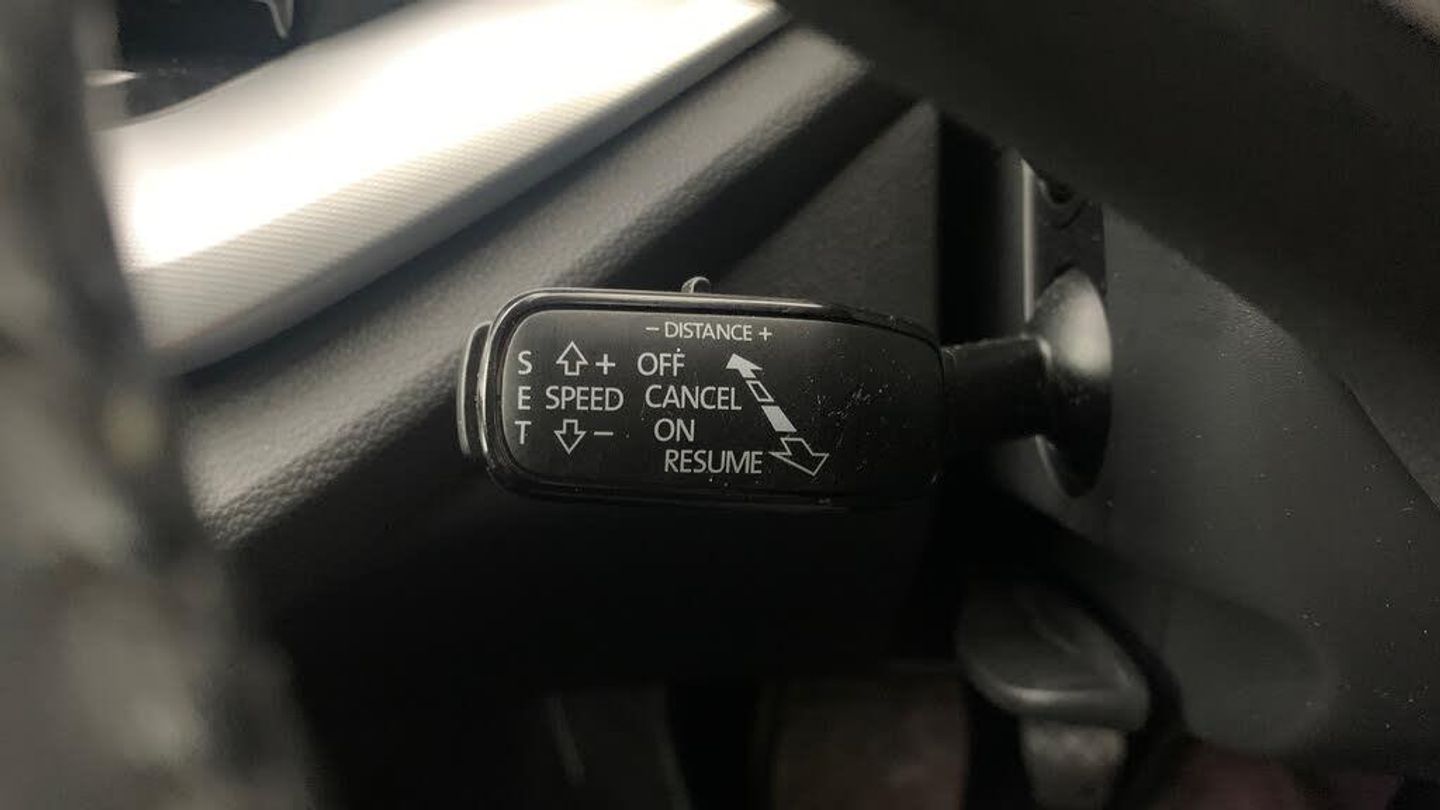 − DISTANCE +
S + OFF
E SPEED CANCEL
T − ON
RESUME